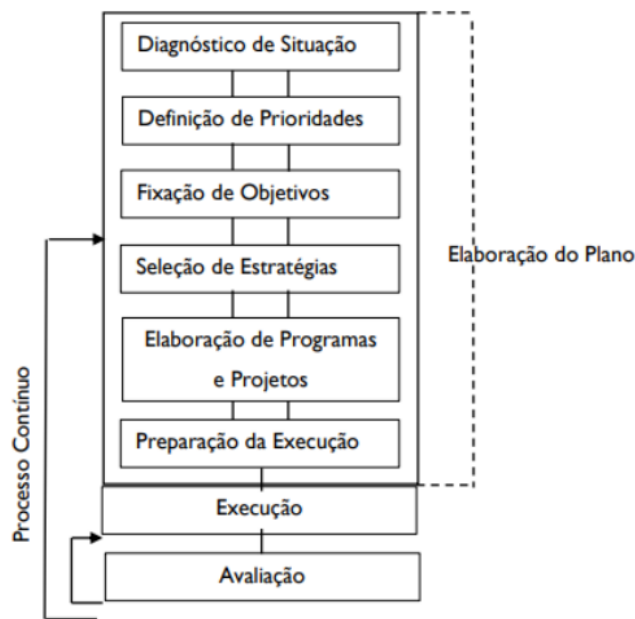 Diagnóstico de Situação
Definição de Prioridades
Fixação de Objetivos
Seleção de Estratégias
Elaboração de Programas
e Projetos
Preparação da Execução
Execução
Avaliação
Elaboração do Plano
Processo Contínuo